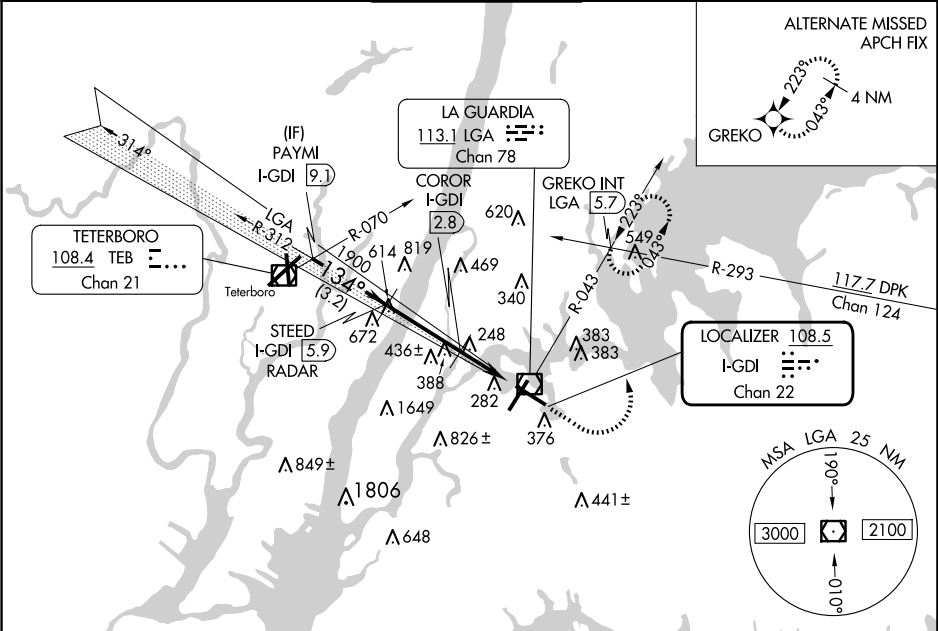 ALTERNATE MISSED
APCH FIX
223°
043°
4 NM
GREKO
314°
(IF)
PAYMI
I-GDI 9.1
LA GUARDIA
113.1 LGA
Chan 78
COROR
I-GDI
2.8
GREKO INT
LGA 5.7
223°
043°
549
620
LGA
R-312
R-070
1900
134°
(3.2)
614
819
469
340
R-043
R-293
117.7 DPK
Chan 124
TETERBORO
108.4 TEB
Chan 21
Teterboro
STEED
I-GDI 5.9
RADAR
672
436±
388
248
282
383
383
LOCALIZER 108.5
I-GDI
Chan 22
1649
826±
376
849±
1806
648
441±
MSA LGA 25 NM
190°
3000
2100
010°